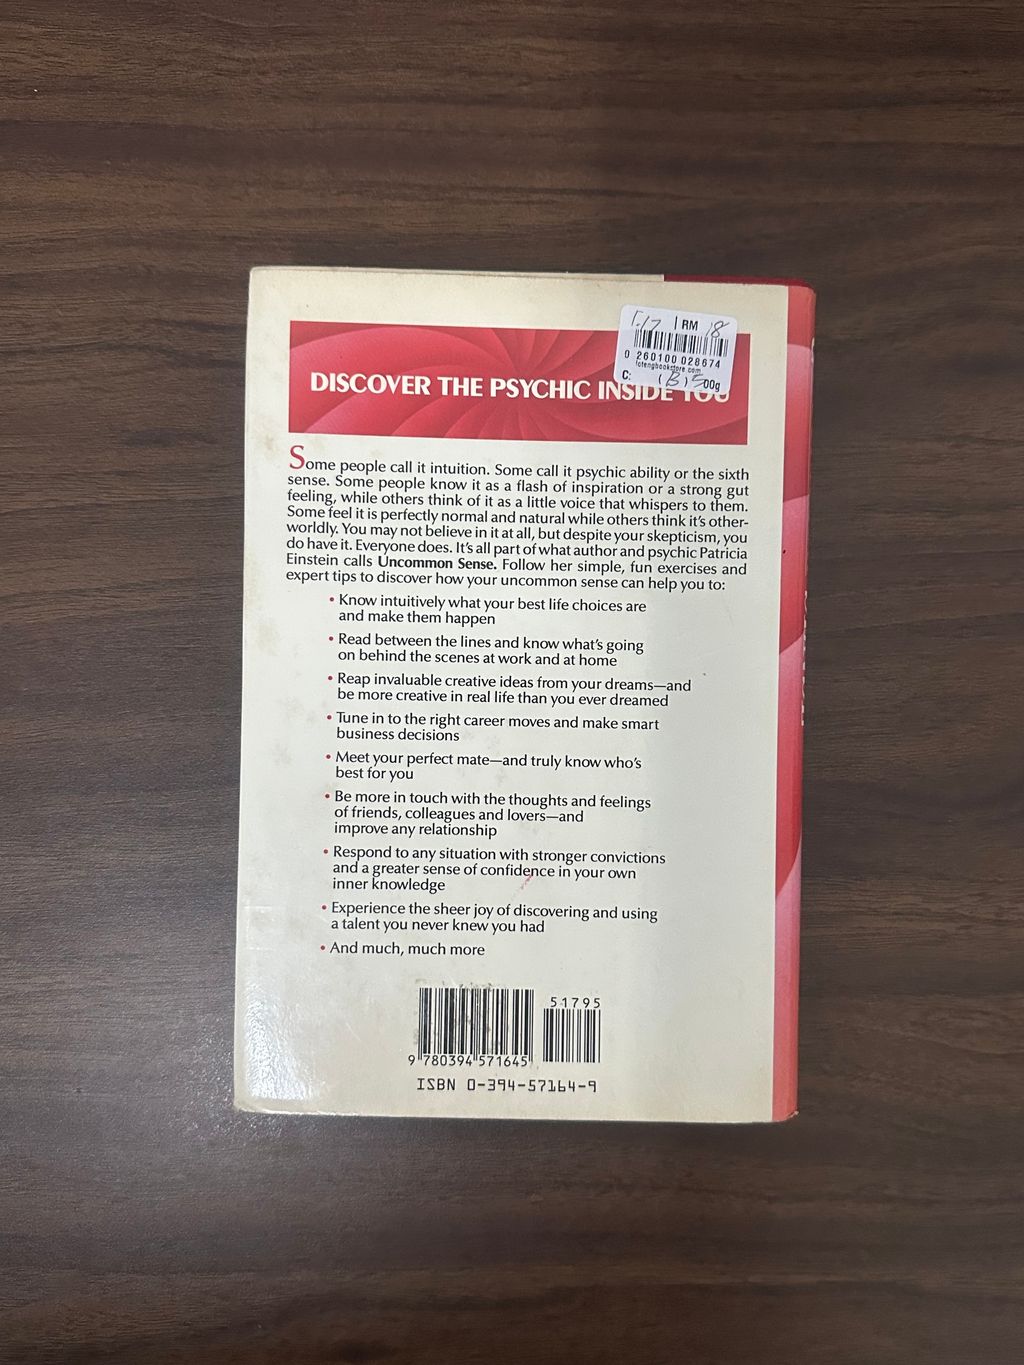 RM 18
0 260100 028674
fotengbookstore.com
C: (B) 500g
DISCOVER THE PSYCHIC INSIDE YOU
Some people call it intuition. Some call it psychic ability or the sixth
sense. Some people know it as a flash of inspiration or a strong gut
feeling, while others think of it as a little voice that whispers to them.
Some feel it is perfectly normal and natural while others think it's other-
worldly. You may not believe in it at all, but despite your skepticism, you
do have it. Everyone does. It's all part of what author and psychic Patricia
Einstein calls Uncommon Sense. Follow her simple, fun exercises and
expert tips to discover how your uncommon sense can help you to:
• Know intuitively what your best life choices are
and make them happen
• Read between the lines and know what's going
on behind the scenes at work and at home
• Reap invaluable creative ideas from your dreams—and
be more creative in real life than you ever dreamed
• Tune in to the right career moves and make smart
business decisions
• Meet your perfect mate—and truly know who's
best for you
• Be more in touch with the thoughts and feelings
of friends, colleagues and lovers—and
improve any relationship
• Respond to any situation with stronger convictions
and a greater sense of confidence in your own
inner knowledge
• Experience the sheer joy of discovering and using
a talent you never knew you had
• And much, much more
51795
9 780394 571645
ISBN 0-394-57164-9